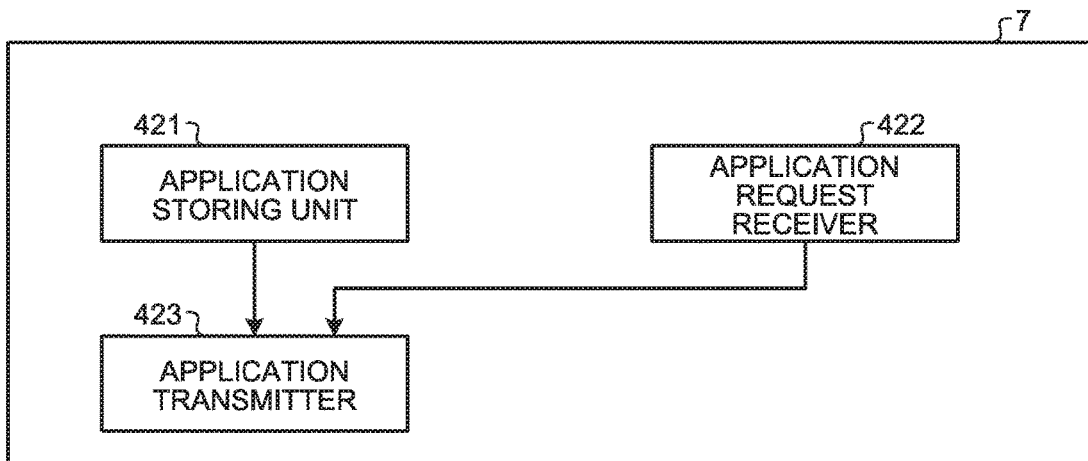 7
421
APPLICATION
STORING UNIT
422
APPLICATION
REQUEST
RECEIVER
423
APPLICATION
TRANSMITTER